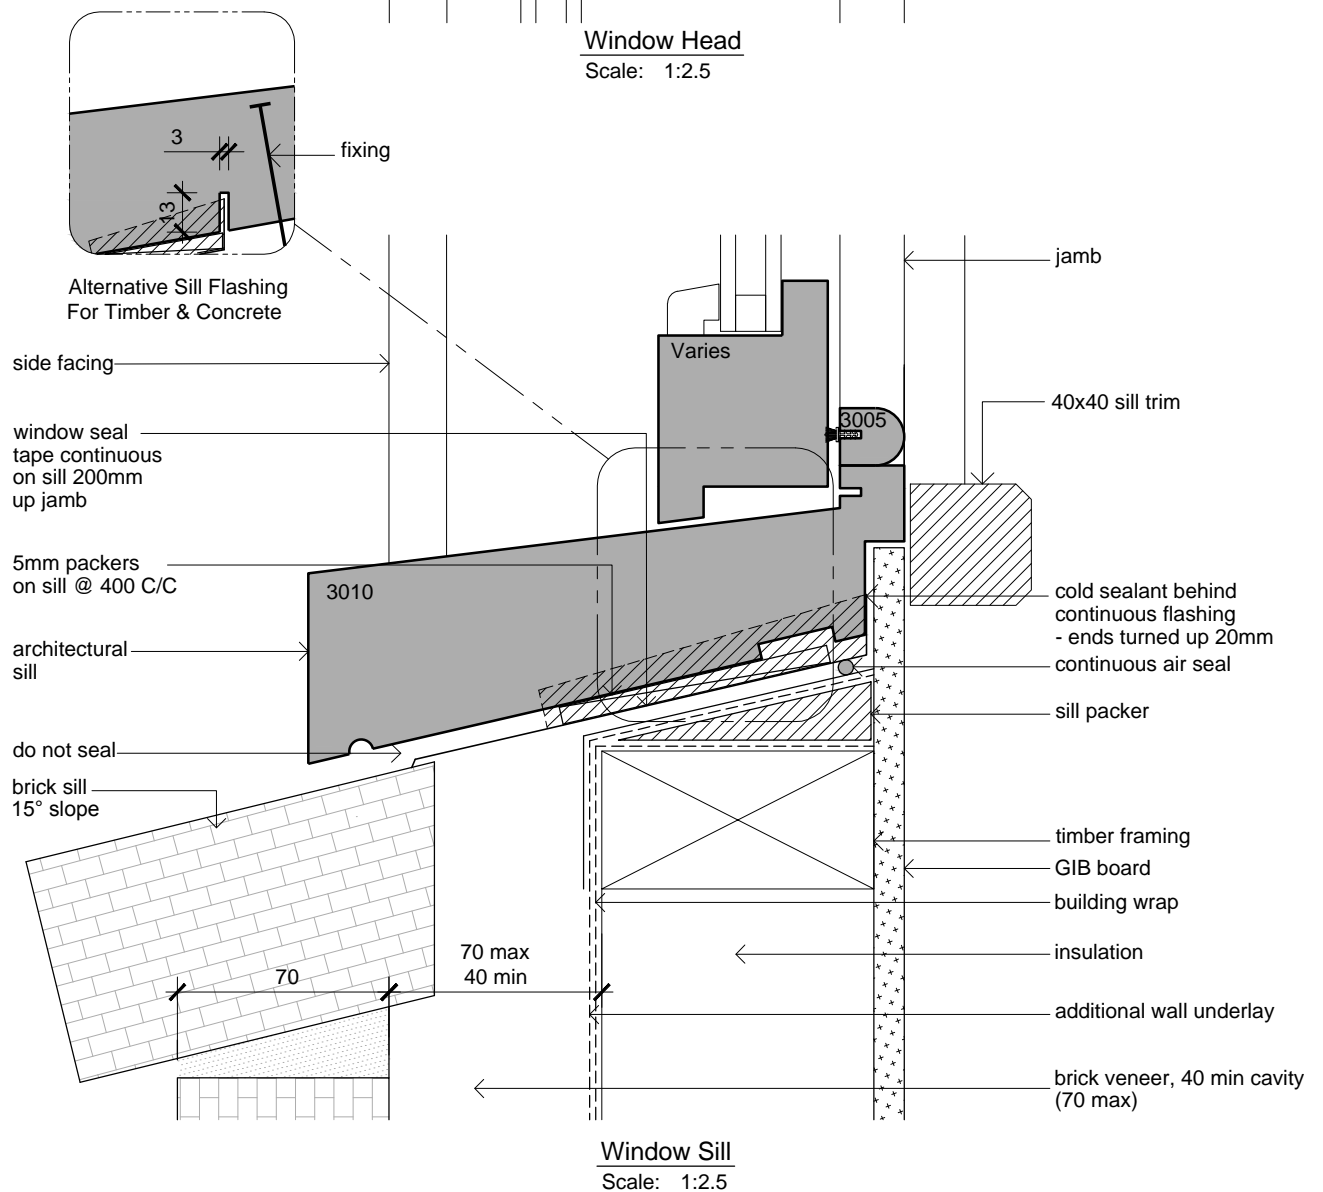 Window Head
Scale: 1:2.5
3
13
fixing
Alternative Sill Flashing
For Timber & Concrete
jamb
Varies
side facing
40x40 sill trim
3005
window seal
tape continuous
on sill 200mm
up jamb
5mm packers
on sill @ 400 C/C
3010
cold sealant behind
continuous flashing
- ends turned up 20mm
architectural
sill
continuous air seal
sill packer
do not seal
brick sill
15° slope
timber framing
GIB board
building wrap
70 max
40 min
70
insulation
additional wall underlay
brick veneer, 40 min cavity
(70 max)
Window Sill
Scale: 1:2.5